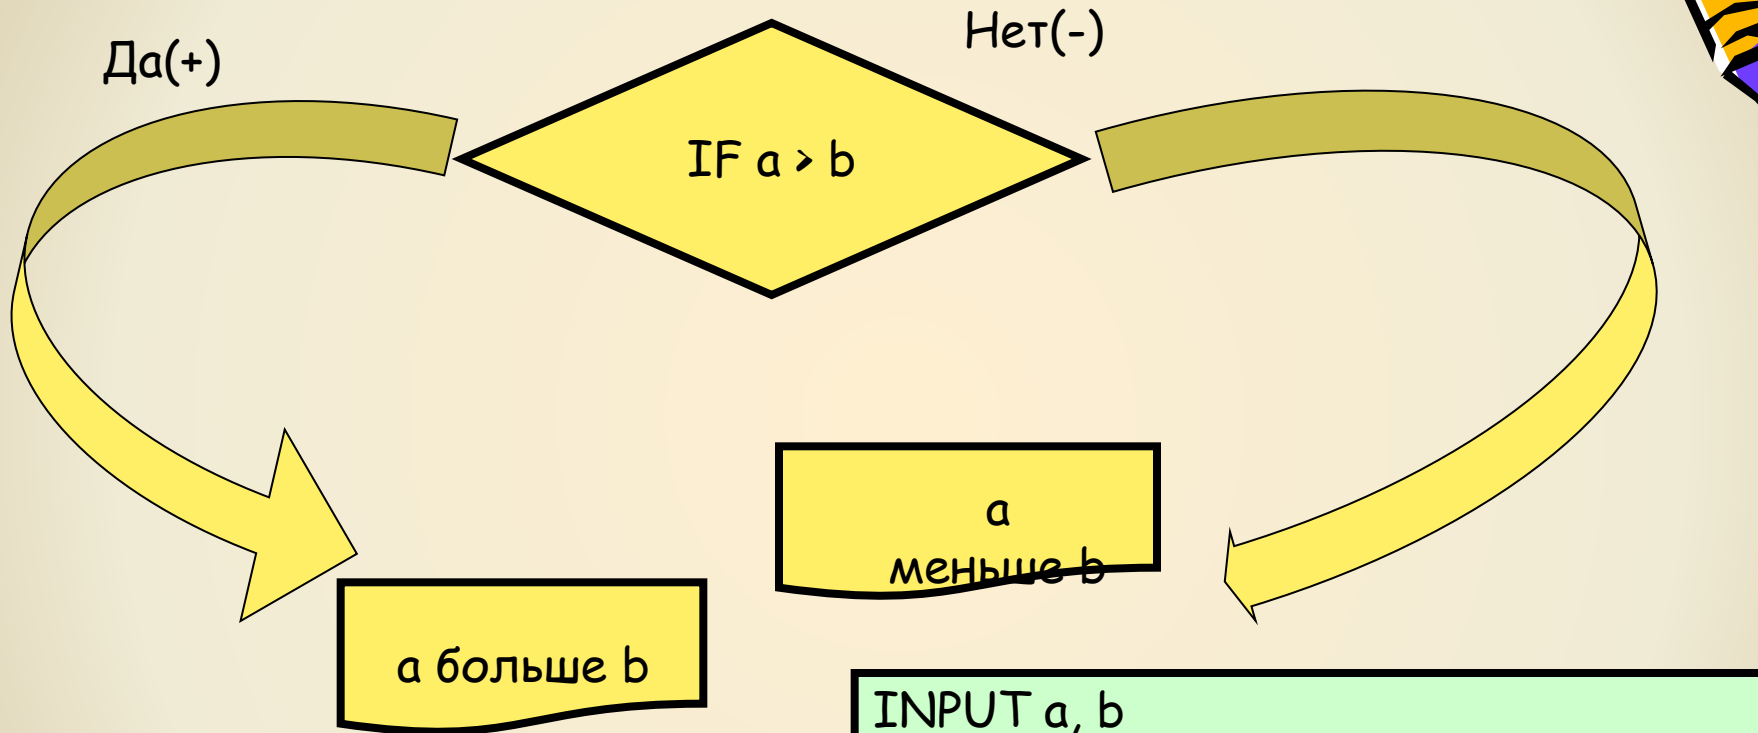 Да(+)
Нет(-)
IF a > b
a
меньше b
a больше b
INPUT a, b